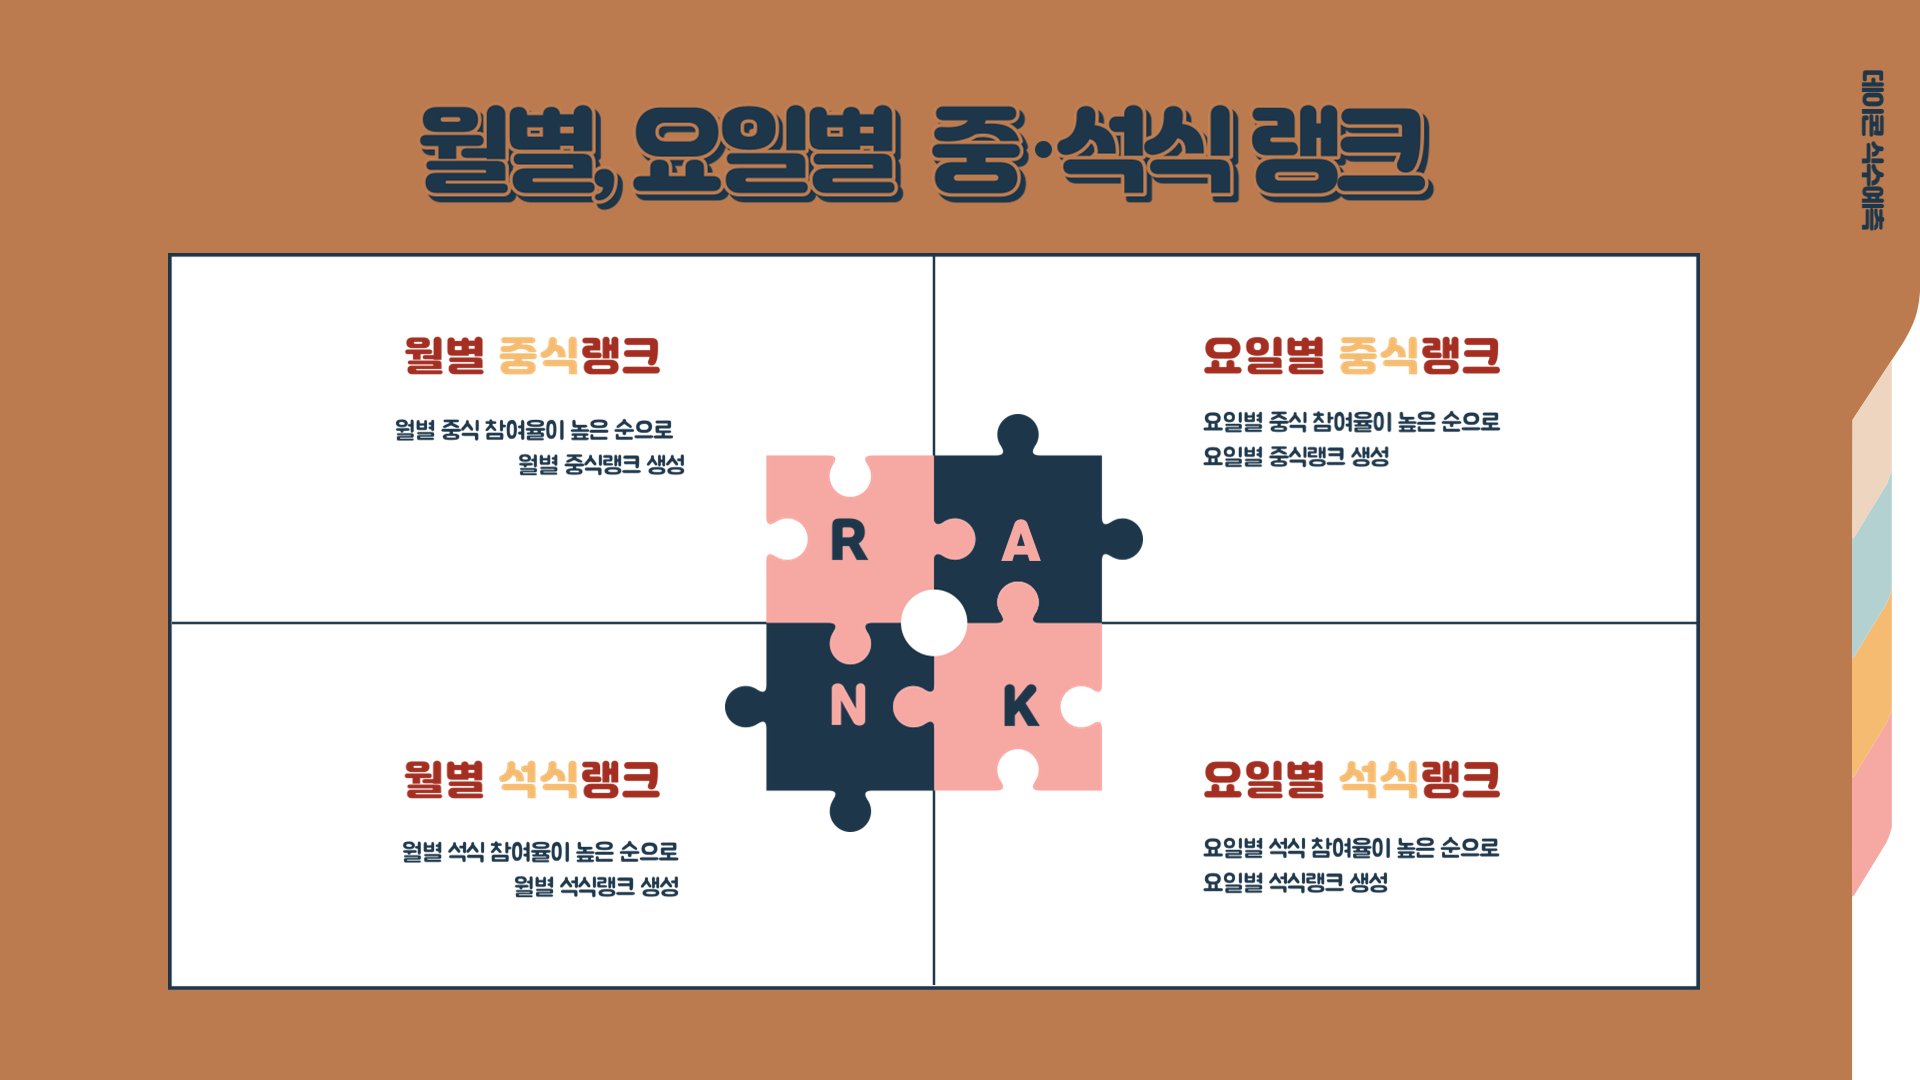 월별, 요일별 중·석식 랭크
데이콘 식수예측
월별 중식랭크
월별 중식 참여율이 높은 순으로
월별 중식랭크 생성
요일별 중식랭크
요일별 중식 참여율이 높은 순으로
요일별 중식랭크 생성
R
A
N
K
월별 석식랭크
월별 석식 참여율이 높은 순으로
월별 석식랭크 생성
요일별 석식랭크
요일별 석식 참여율이 높은 순으로
요일별 석식랭크 생성